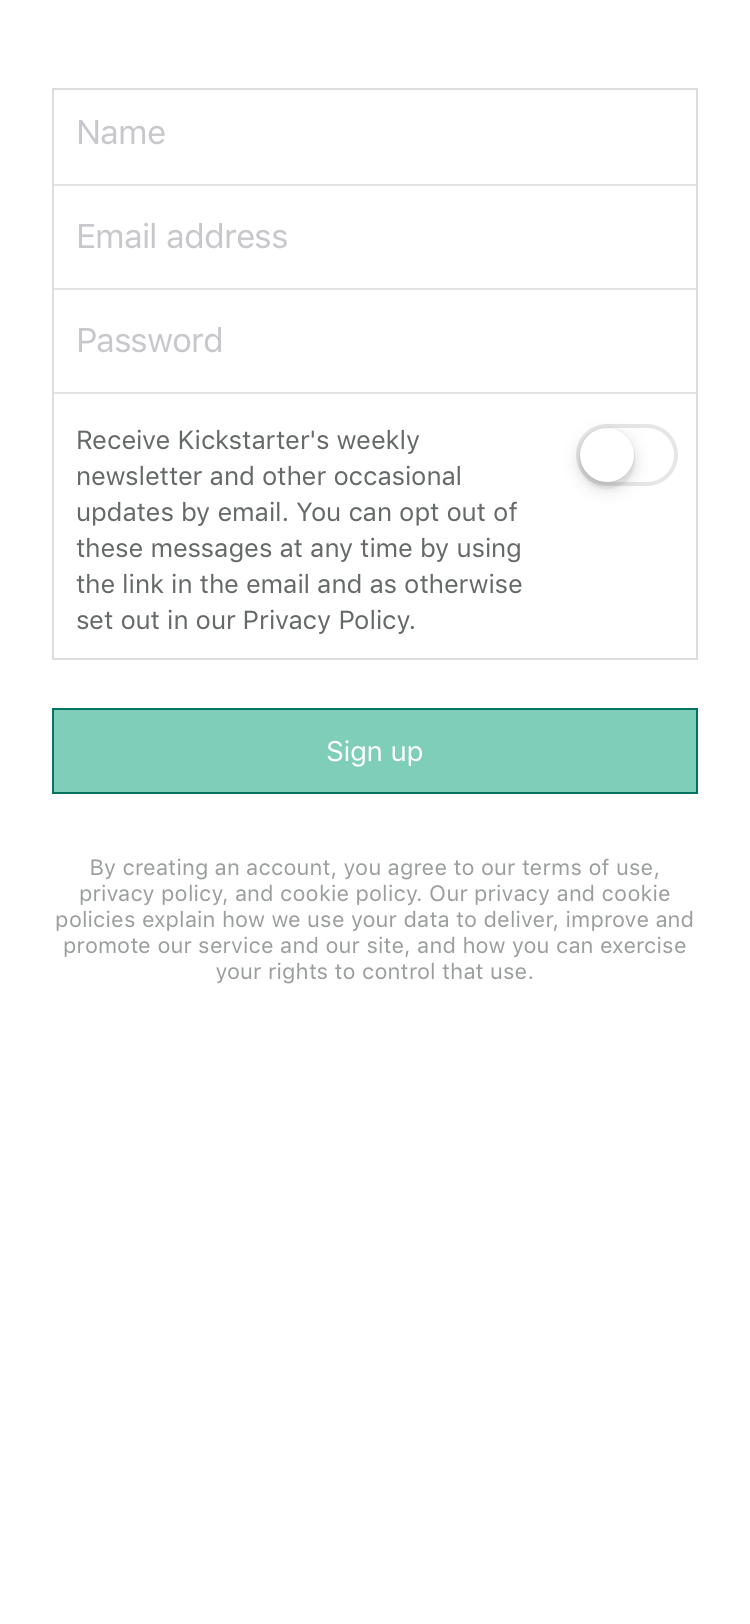 Name
Email address
Password
Receive Kickstarter's weekly
newsletter and other occasional
updates by email. You can opt out of
these messages at any time by using
the link in the email and as otherwise
set out in our Privacy Policy.
Sign up
By creating an account, you agree to our terms of use,
privacy policy, and cookie policy. Our privacy and cookie
policies explain how we use your data to deliver, improve and
promote our service and our site, and how you can exercise
your rights to control that use.